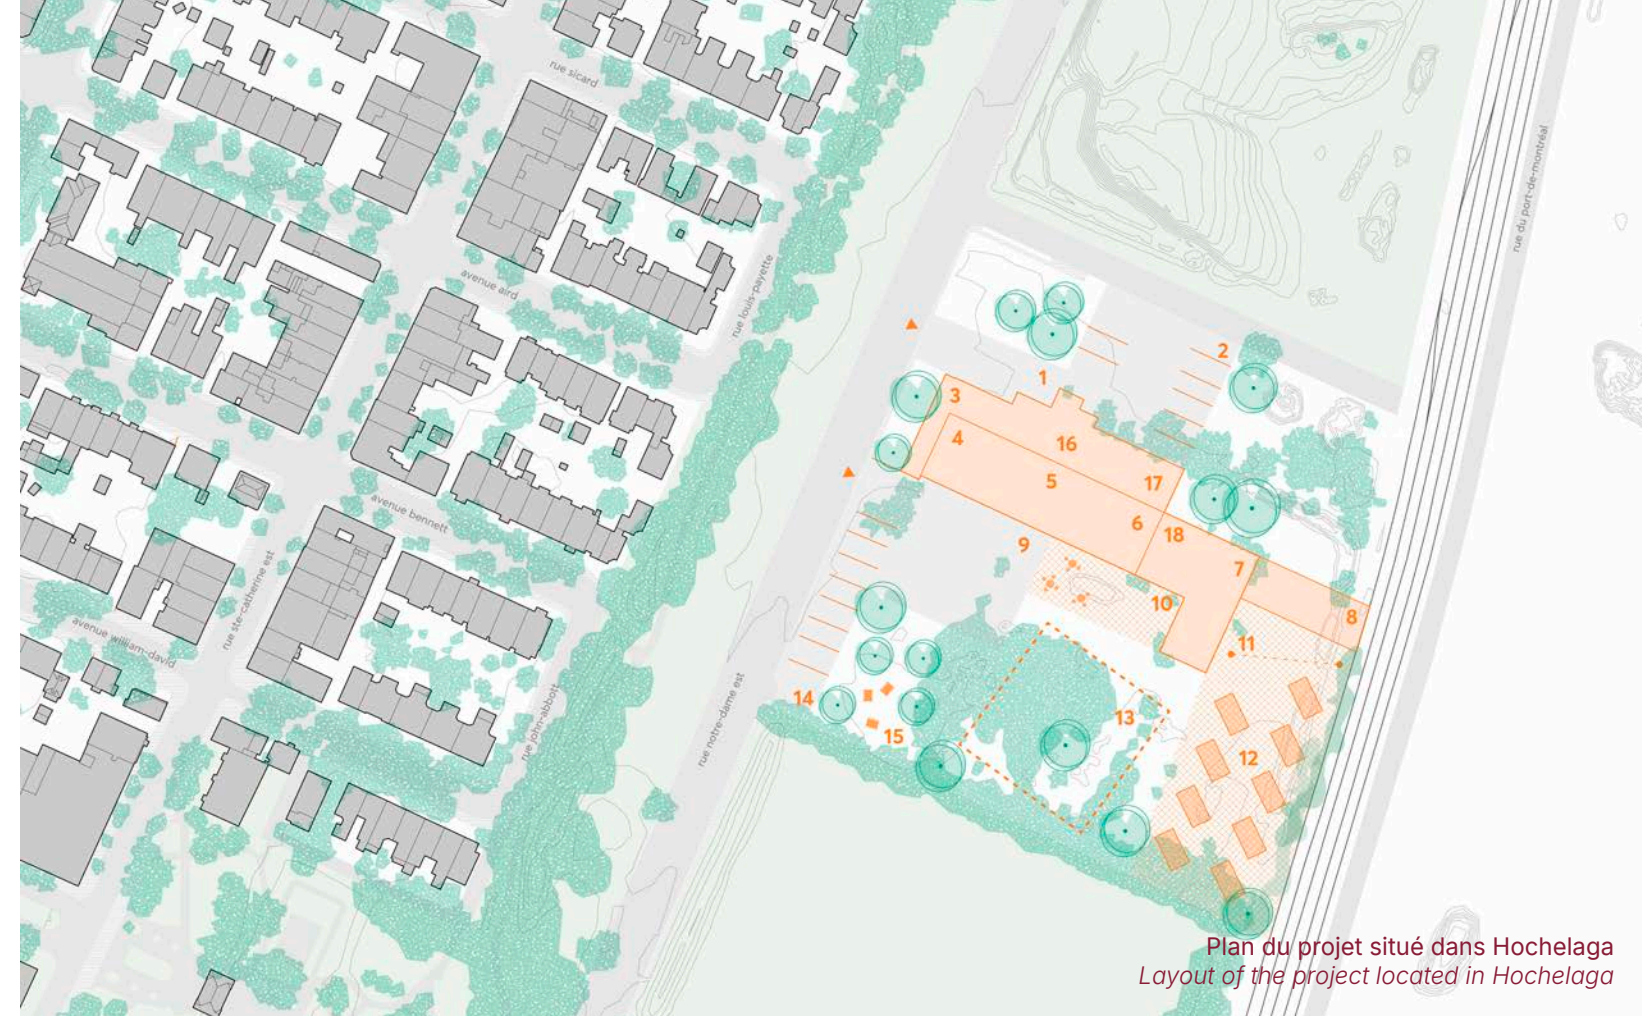 rue sicard
rue du port-de-montréal
avenue aird
rue louis-payette
avenue bennett
rue ste-catherine est
avenue william-david
rue john-abbott
rue notre-dame est
1
2
3
4
16
5
17
6
18
9
7
10
8
11
14
13
15
12
Plan du projet situé dans Hochelaga
Layout of the project located in Hochelaga